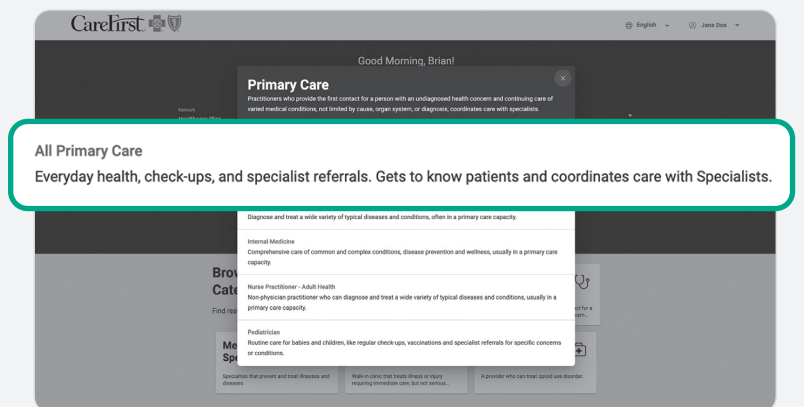 CareFirst
English
Jane Doe
Good Morning, Brian!
Primary Care
Practitioners who provide the first contact for a person with an undiagnosed health concern and continuing care of
varied medical conditions, not limited by cause, organ system, or diagnosis; coordinates care with specialists.
Network
All Primary Care
Everyday health, check-ups, and specialist referrals. Gets to know patients and coordinates care with Specialists.
Diagnose and treat a wide variety of typical diseases and conditions, often in a primary care capacity.
Internal Medicine
Comprehensive care of common and complex conditions, disease prevention and wellness, usually in a primary care
capacity.
Nurse Practitioner - Adult Health
Non-physician practitioner who can diagnose and treat a wide variety of typical diseases and conditions, usually in a
primary care capacity.
Pediatrician
Routine care for babies and children, like regular check-ups, vaccinations and specialist referrals for specific concerns
or conditions.
Brow
Cate
Find res
Me
Spe
Specialties that prevent and treat illnesses and
diseases
Walk-in clinic that treats illness or injury
requiring immediate care, but not serious...
A provider who can treat opioid use disorder.